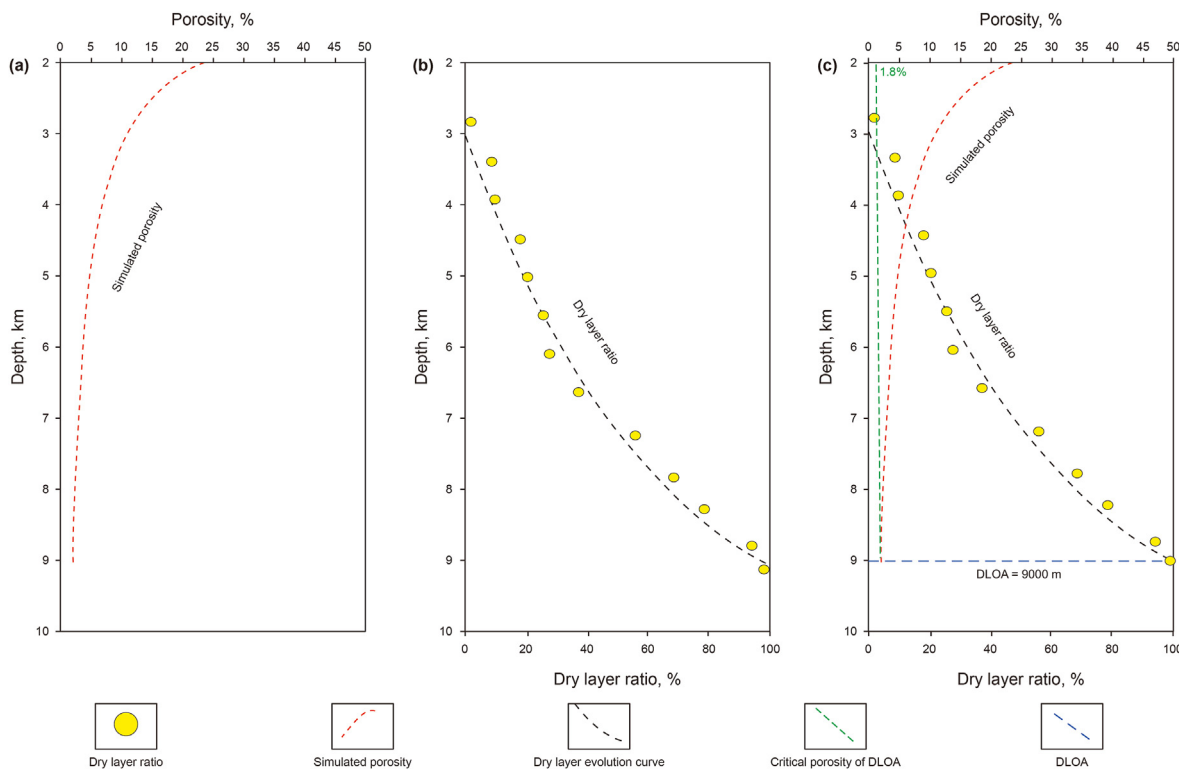 Porosity, %
0 5 10 15 20 25 30 35 40 45 50
(a)
2
3
4
5
6
7
8
9
10
Depth, km
Simulated porosity
(b)
2
3
4
5
6
7
8
9
10
Depth, km
Dry layer ratio
0 20 40 60 80 100
Dry layer ratio, %
Porosity, %
0 5 10 15 20 25 30 35 40 45 50
(c)
1.8%
2
3
4
5
6
7
8
9
10
Depth, km
Simulated porosity
Dry layer ratio
DLOA = 9000 m
0 20 40 60 80 100
Dry layer ratio, %
Dry layer ratio
Simulated porosity
Dry layer evolution curve
Critical porosity of DLOA
DLOA